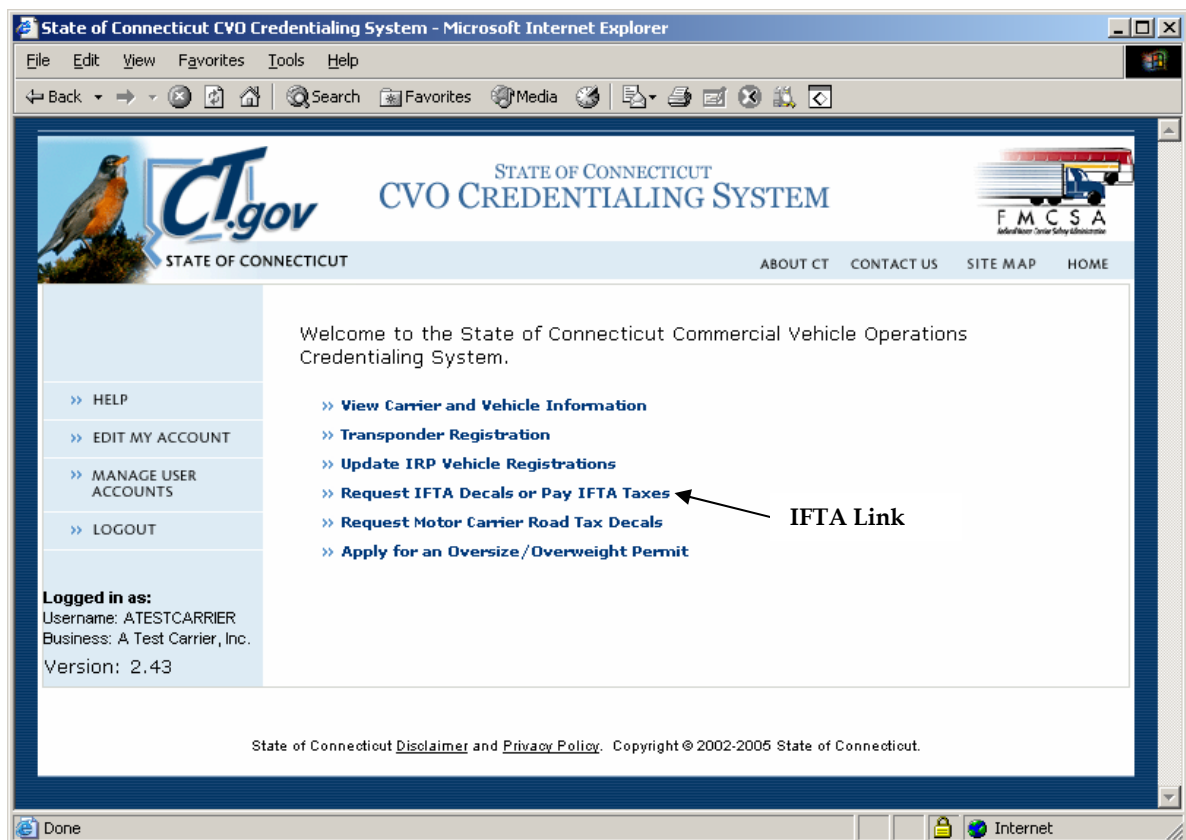 State of Connecticut CVO Credentialing System - Microsoft Internet Explorer
File Edit View Favorites Tools Help
Back Search Favorites Media
CT.gov
STATE OF CONNECTICUT
STATE OF CONNECTICUT
CVO CREDENTIALING SYSTEM
FMCSA
Federal Motor Carrier Safety Administration
ABOUT CT CONTACT US SITE MAP HOME
HELP
EDIT MY ACCOUNT
MANAGE USER
ACCOUNTS
LOGOUT
Logged in as:
Username: ATESTCARRIER
Business: A Test Carrier, Inc.
Version: 2.43
Welcome to the State of Connecticut Commercial Vehicle Operations
Credentialing System.
» View Carrier and Vehicle Information
» Transponder Registration
» Update IRP Vehicle Registrations
» Request IFTA Decals or Pay IFTA Taxes
IFTA Link
» Request Motor Carrier Road Tax Decals
» Apply for an Oversize/Overweight Permit
State of Connecticut Disclaimer and Privacy Policy. Copyright © 2002-2005 State of Connecticut.
Done Internet